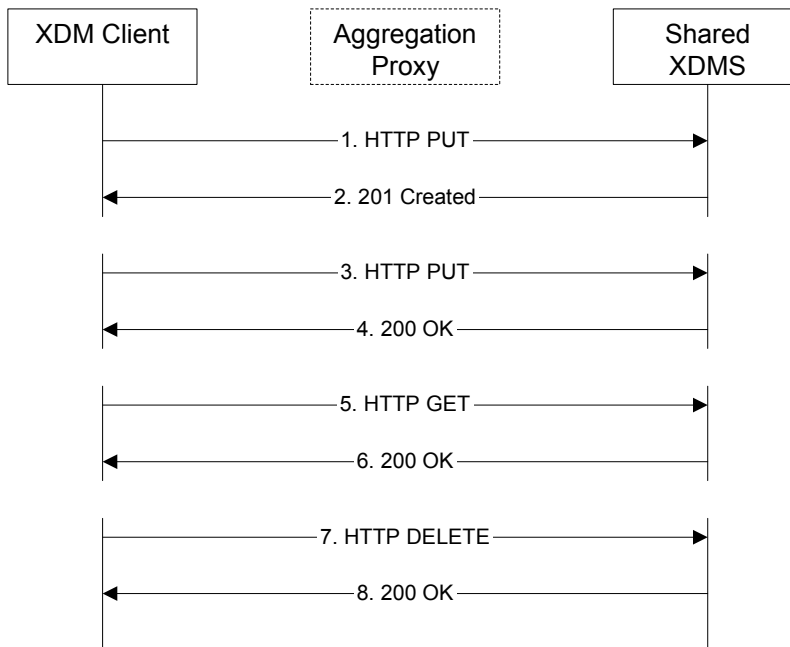 XDM Client
Aggregation
Proxy
Shared
XDMS
1. HTTP PUT
2. 201 Created
3. HTTP PUT
4. 200 OK
5. HTTP GET
6. 200 OK
7. HTTP DELETE
8. 200 OK